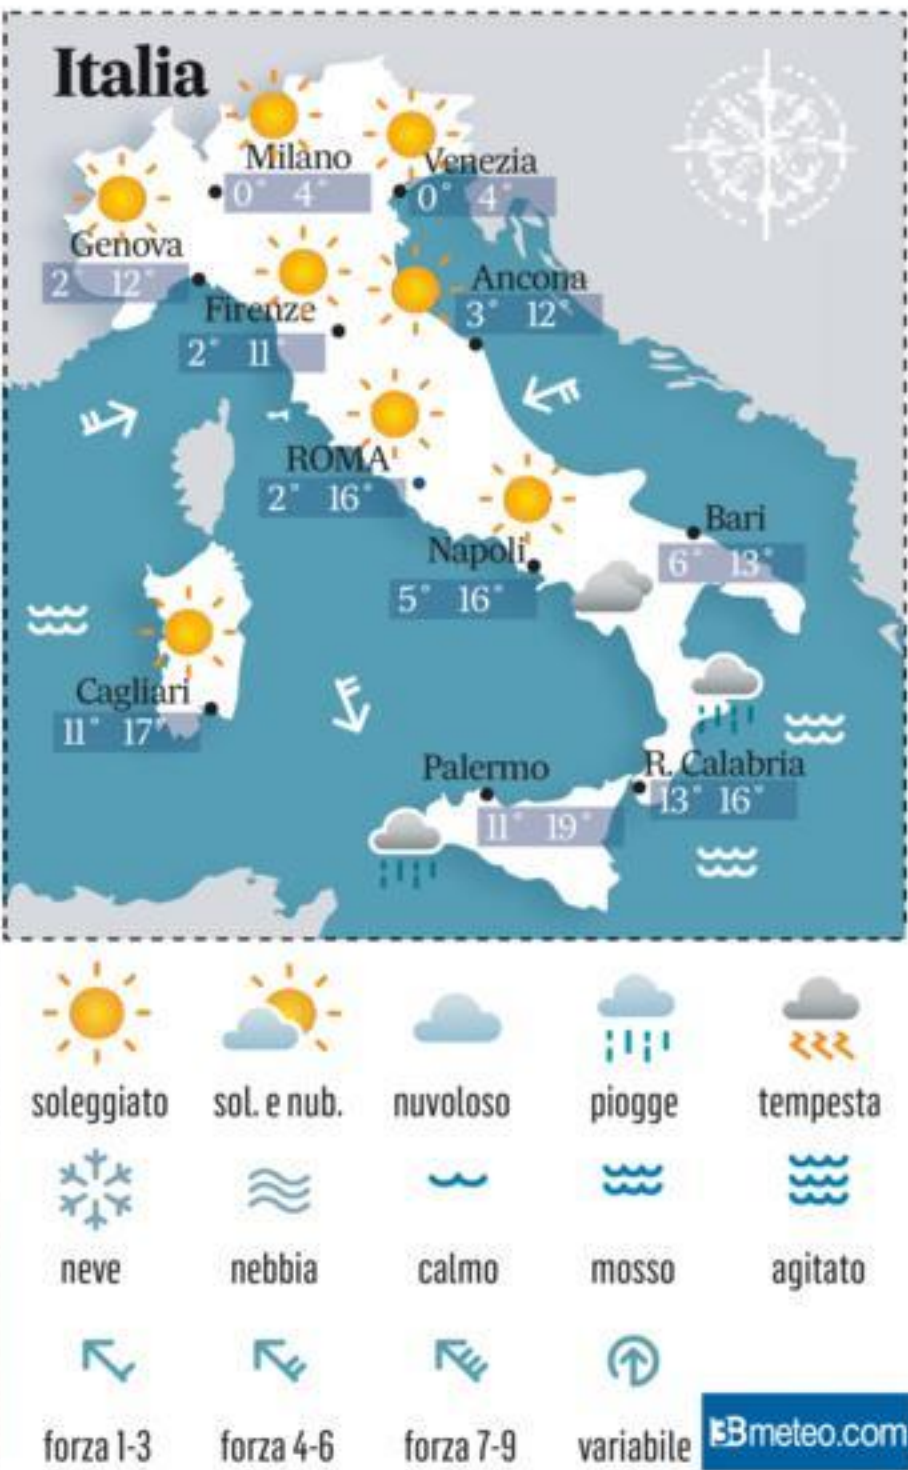 Italia
Milano
0° 4°
Venezia
0° 4°
Genova
2° 12°
Ancona
3° 12°
Firenze
2° 11°
ROMA
2° 16°
Bari
6° 13°
Napoli
5° 16°
Cagliari
11° 17°
Palermo
11° 19°
R. Calabria
13° 16°
soleggiato sol. e nub. nuvoloso piogge tempesta
neve nebbia calmo mosso agitato
forza 1-3 forza 4-6 forza 7-9 variabile
3Bmeteo.com